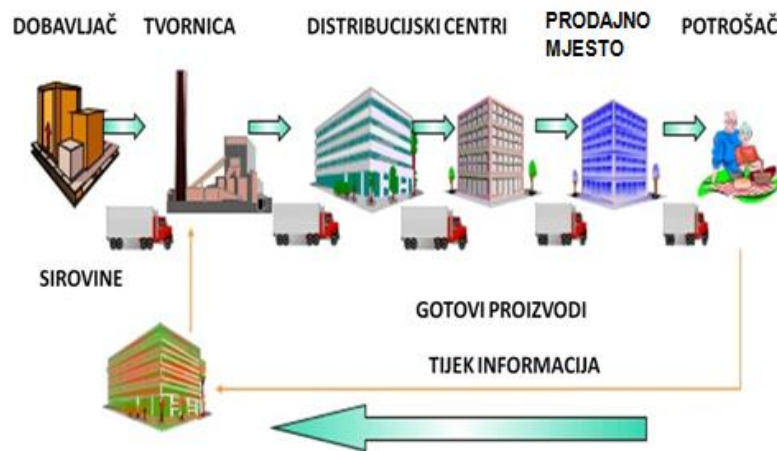 DOBAVLJAČ
TVORNICA
DISTRIBUCIJSKI CENTRI
PRODAJNO
MJESTO
POTROŠAČ
SIROVINE
GOTOVI PROIZVODI
TIJEK INFORMACIJA